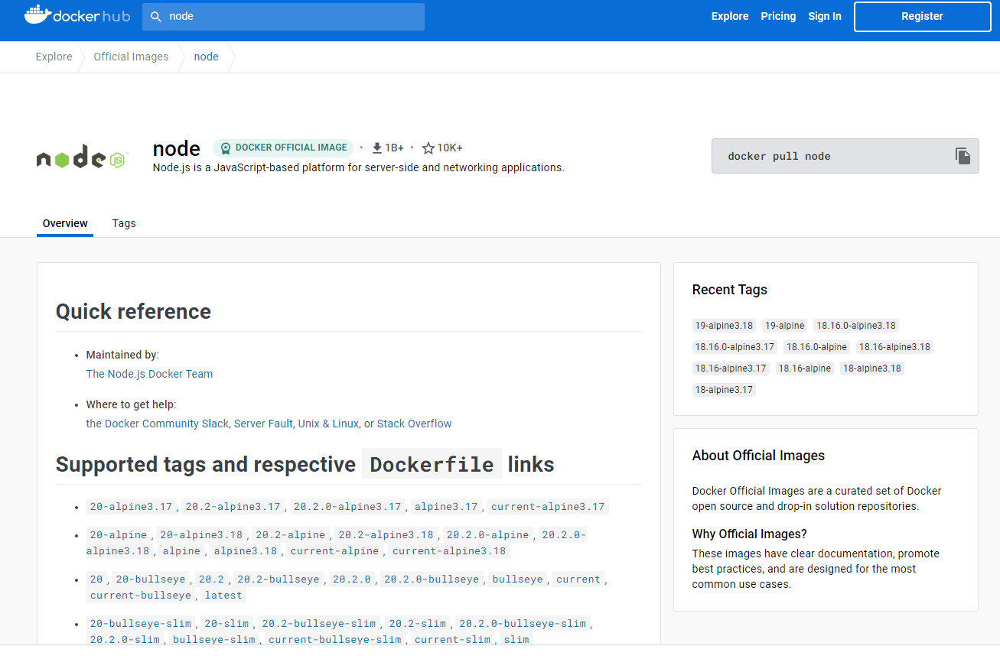 docker hub
node
Explore
Pricing
Sign In
Register
Explore
Official Images
node
node JS
node
DOCKER OFFICIAL IMAGE
• 1B+
• 10K+
Node.js is a JavaScript-based platform for server-side and networking applications.
docker pull node
Overview
Tags
Quick reference
• Maintained by:
The Node.js Docker Team
• Where to get help:
the Docker Community Slack, Server Fault, Unix & Linux, or Stack Overflow
Supported tags and respective Dockerfile links
• 20-alpine3.17, 20.2-alpine3.17, 20.2.0-alpine3.17, alpine3.17, current-alpine3.17
• 20-alpine, 20-alpine3.18, 20.2-alpine, 20.2-alpine3.18, 20.2.0-alpine, 20.2.0-
alpine3.18, alpine, alpine3.18, current-alpine, current-alpine3.18
• 20, 20-bullseye, 20.2, 20.2-bullseye, 20.2.0, 20.2.0-bullseye, bullseye, current,
current-bullseye, latest
• 20-bullseye-slim, 20-slim, 20.2-bullseye-slim, 20.2-slim, 20.2.0-bullseye-slim,
20.2.0-slim, bullseye-slim, current-bullseye-slim, current-slim, slim
Recent Tags
19-alpine3.18 19-alpine 18.16.0-alpine3.18
18.16.0-alpine3.17 18.16.0-alpine 18.16-alpine3.18
18.16-alpine3.17 18.16-alpine 18-alpine3.18
18-alpine3.17
About Official Images
Docker Official Images are a curated set of Docker
open source and drop-in solution repositories.
Why Official Images?
These images have clear documentation, promote
best practices, and are designed for the most
common use cases.